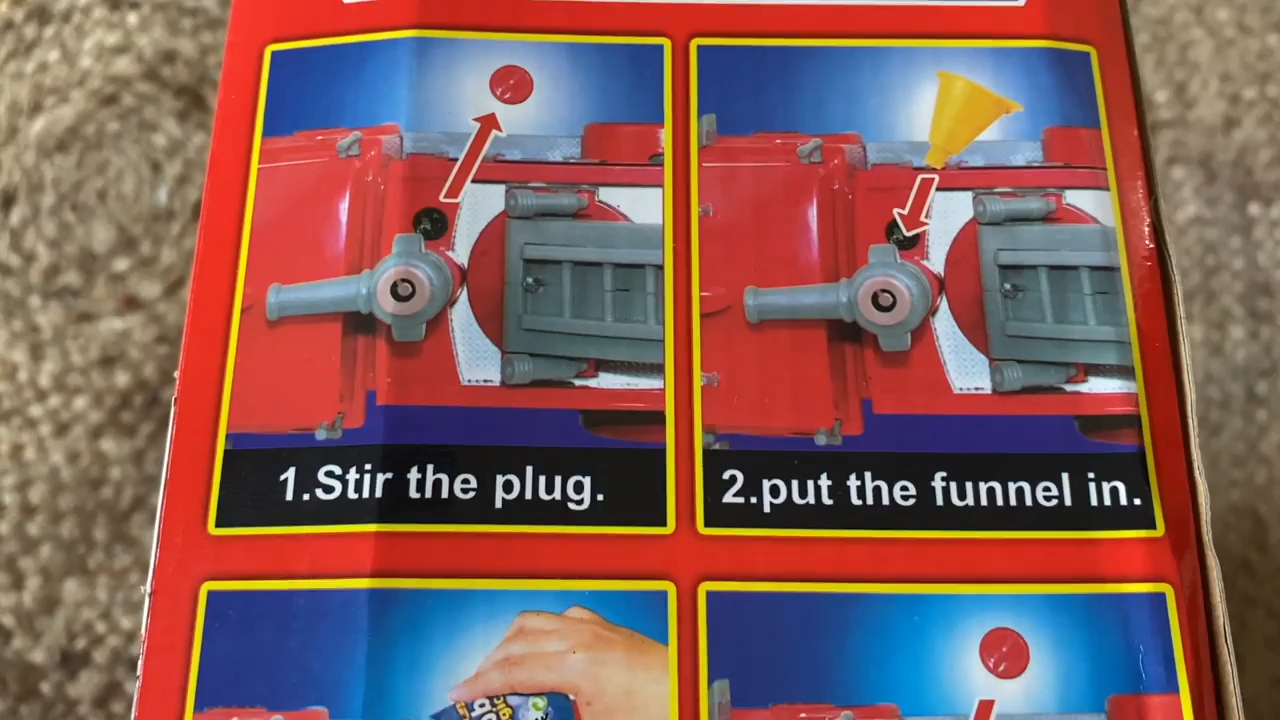 1.Stir the plug.
2.put the funnel in.